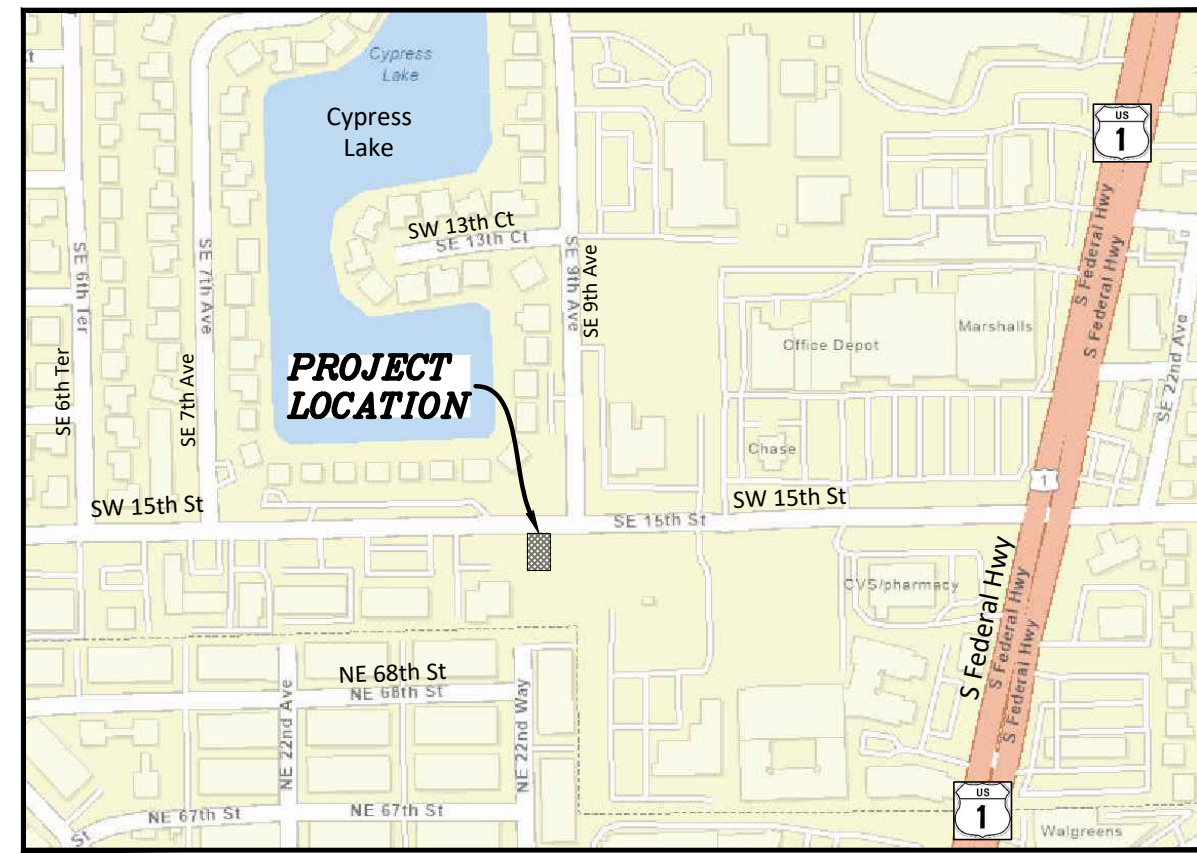 Cypress
Lake
Cypress
Lake
US
1
SW 13th Ct
SE 13th Ct
SE 9th Ave
SE 9th Ave
S Federal Hwy
S Federal Hwy
SE 6th Ter
SE 6th Ter
SE 7th Ave
SE 7th Ave
Marshalls
Office Depot
SE 22nd Ave
PROJECT
LOCATION
Chase
1
SW 15th St
SW 15th St
SE 15th St
CVS/pharmacy
S Federal Hwy
S Federal Hwy
S Federal Hwy
NE 68th St
NE 68th St
NE 22nd Ave
NE 22nd Way
NE 67th St
NE 67th St
St
US
1
Walgreens